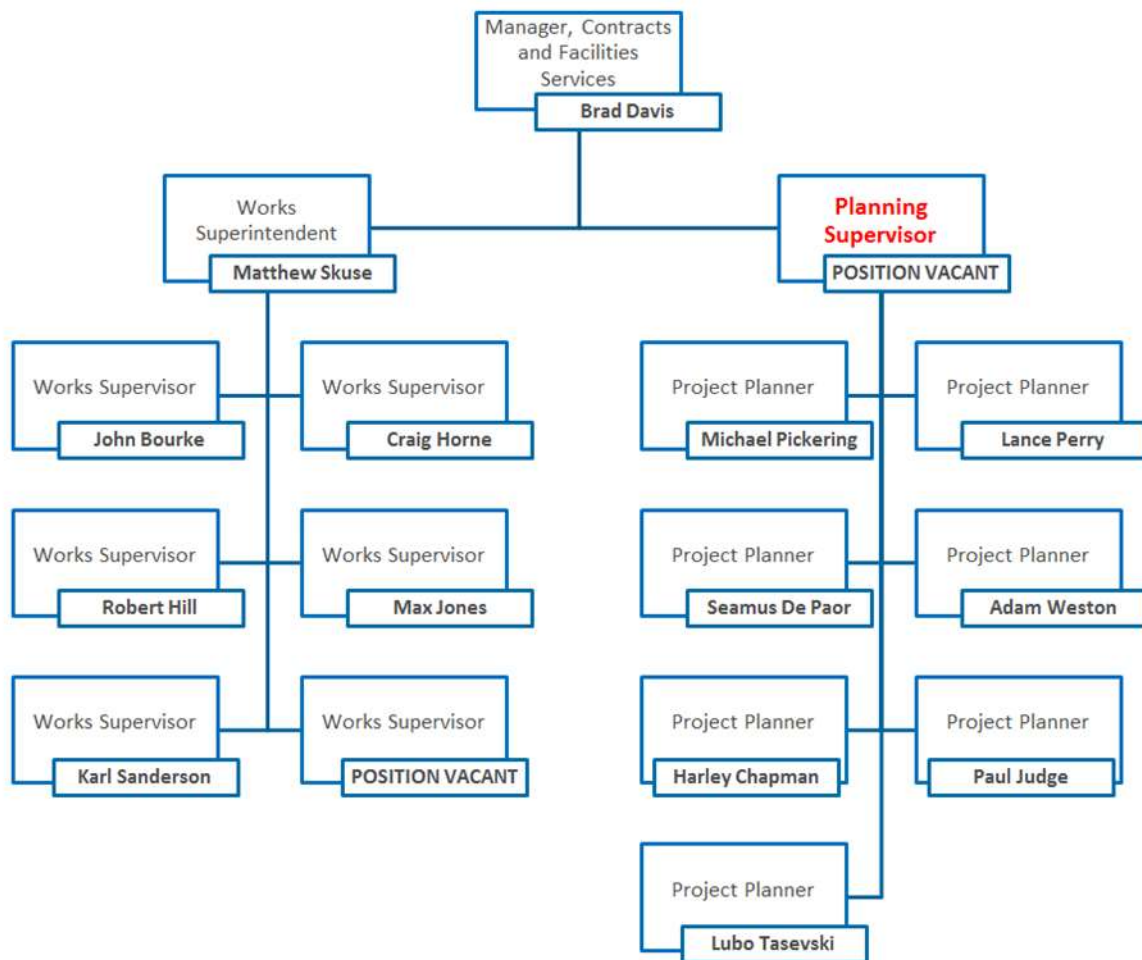 Manager, Contracts
and Facilities
Services
Brad Davis
Works
Superintendent
Matthew Skuse
Planning
Supervisor
POSITION VACANT
Works Supervisor
John Bourke
Works Supervisor
Craig Horne
Project Planner
Michael Pickering
Project Planner
Lance Perry
Works Supervisor
Robert Hill
Works Supervisor
Max Jones
Project Planner
Seamus De Paor
Project Planner
Adam Weston
Works Supervisor
Karl Sanderson
Works Supervisor
POSITION VACANT
Project Planner
Harley Chapman
Project Planner
Paul Judge
Project Planner
Lubo Tasevski